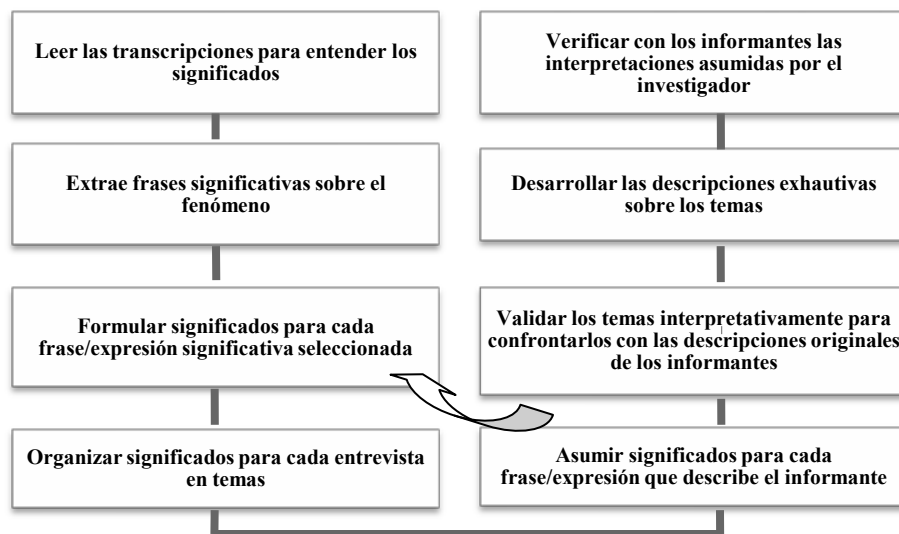 Leer las transcripciones para entender los
significados
Extrae frases significativas sobre el
fenómeno
Formular significados para cada
frase/expresión significativa seleccionada
Organizar significados para cada entrevista
en temas
Asumir significados para cada
frase/expresión que describe el informante
Validar los temas interpretativamente para
confrontarlos con las descripciones originales
de los informantes
Desarrollar las descripciones exhautivas
sobre los temas
Verificar con los informantes las
interpretaciones asumidas por el
investigador